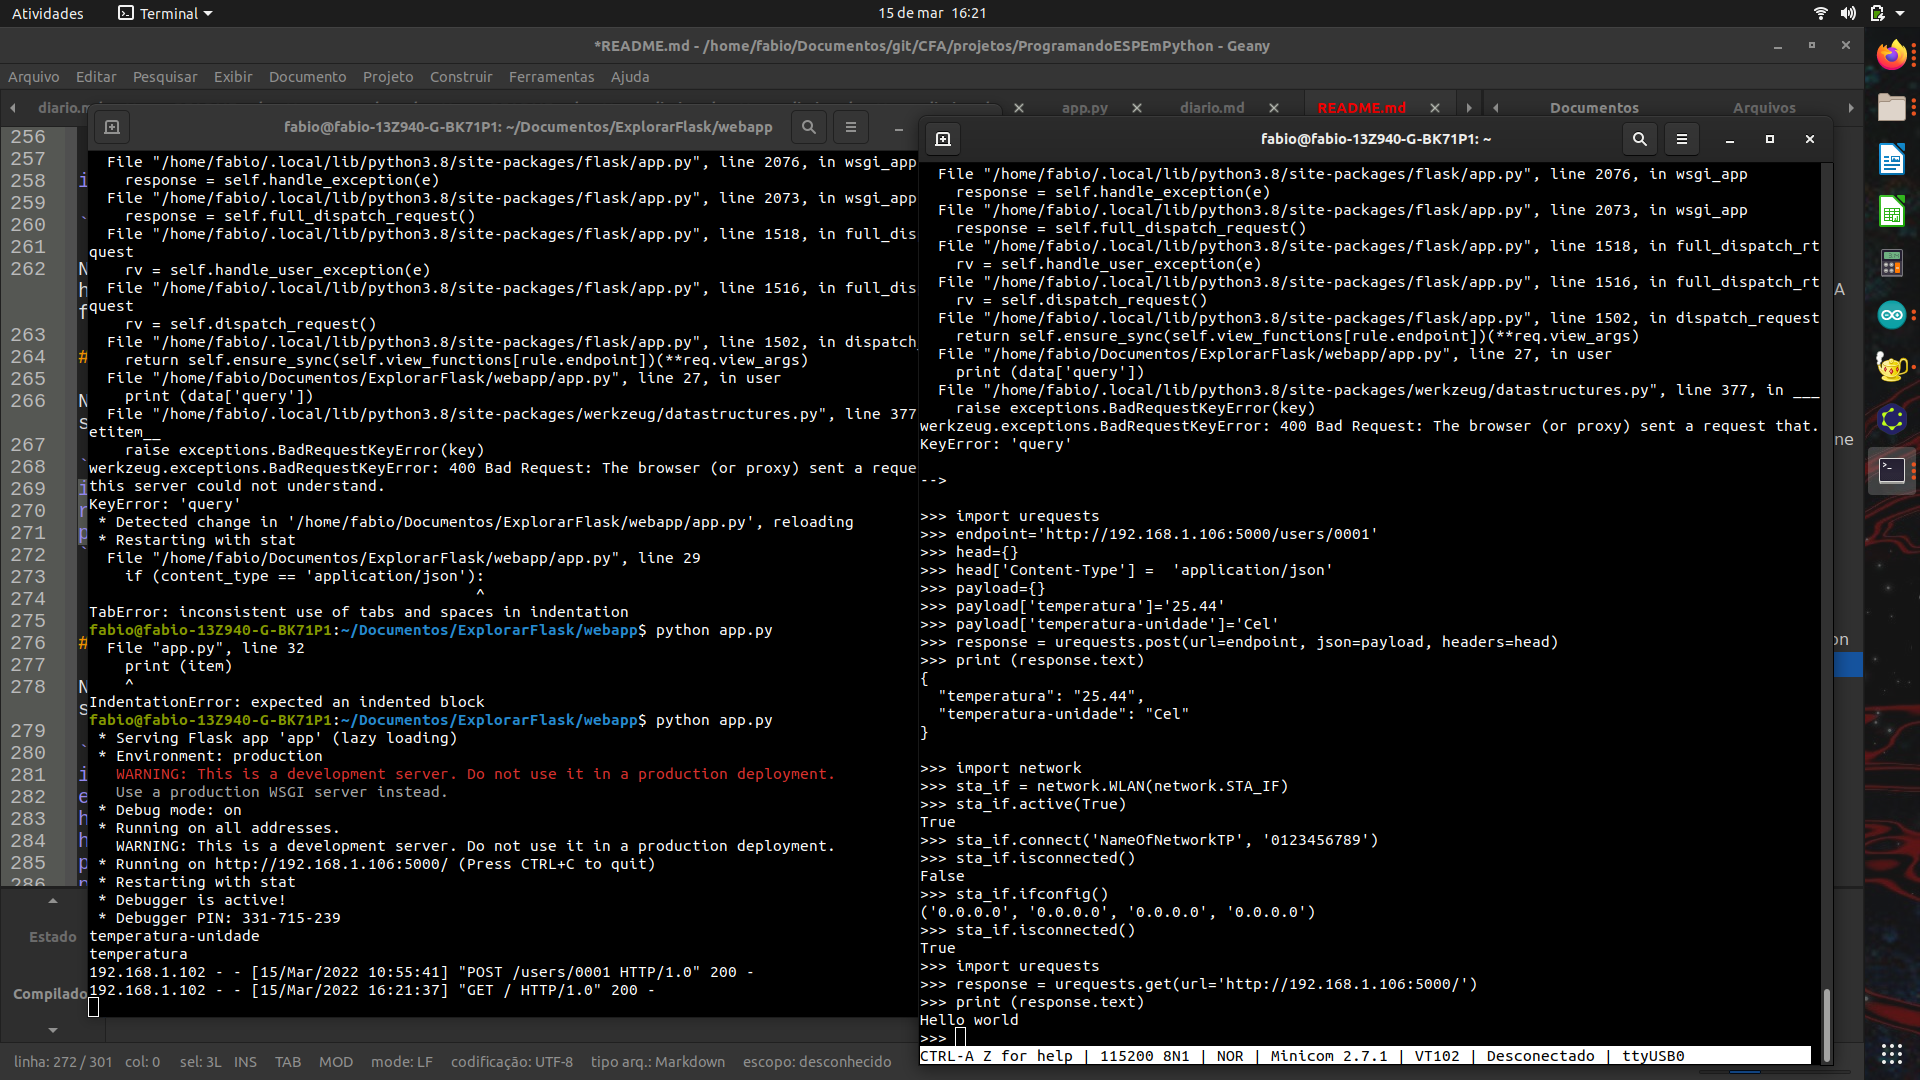 Atividades
Terminal
15 de mar  16:21
*README.md - /home/fabio/Documentos/git/CFA/projetos/ProgramandoESPEmPython - Geany
Arquivo Editar Pesquisar Exibir Documento Projeto Construir Ferramentas Ajuda
app.py
diario.md
README.md
Documentos
Arquivos
256
257
258
259
260
261
262
263
264
265
266
267
268
269
270
271
272
273
274
275
276
277
278
279
280
281
282
283
284
285
286
Estado
fabio@fabio-13Z940-G-BK71P1: ~/Documentos/ExplorarFlask/webapp
  File "/home/fabio/.local/lib/python3.8/site-packages/flask/app.py", line 2076, in wsgi_app
    response = self.handle_exception(e)
  File "/home/fabio/.local/lib/python3.8/site-packages/flask/app.py", line 2073, in wsgi_app
    response = self.full_dispatch_request()
  File "/home/fabio/.local/lib/python3.8/site-packages/flask/app.py", line 1518, in full_dis
quest
    rv = self.handle_user_exception(e)
  File "/home/fabio/.local/lib/python3.8/site-packages/flask/app.py", line 1516, in full_dis
quest
    rv = self.dispatch_request()
  File "/home/fabio/.local/lib/python3.8/site-packages/flask/app.py", line 1502, in dispatch_
    return self.ensure_sync(self.view_functions[rule.endpoint])(**req.view_args)
  File "/home/fabio/Documentos/ExplorarFlask/webapp/app.py", line 27, in user
    print (data['query'])
  File "/home/fabio/.local/lib/python3.8/site-packages/werkzeug/datastructures.py", line 377
etitem__
    raise exceptions.BadRequestKeyError(key)
werkzeug.exceptions.BadRequestKeyError: 400 Bad Request: The browser (or proxy) sent a reque
this server could not understand.
KeyError: 'query'
 * Detected change in '/home/fabio/Documentos/ExplorarFlask/webapp/app.py', reloading
 * Restarting with stat
  File "/home/fabio/Documentos/ExplorarFlask/webapp/app.py", line 29
    if (content_type == 'application/json'):
                                           ^
TabError: inconsistent use of tabs and spaces in indentation
fabio@fabio-13Z940-G-BK71P1:~/Documentos/ExplorarFlask/webapp$ python app.py
  File "app.py", line 32
    print (item)
    ^
IndentationError: expected an indented block
fabio@fabio-13Z940-G-BK71P1:~/Documentos/ExplorarFlask/webapp$ python app.py
 * Serving Flask app 'app' (lazy loading)
 * Environment: production
   WARNING: This is a development server. Do not use it in a production deployment.
   Use a production WSGI server instead.
 * Debug mode: on
 * Running on all addresses.
   WARNING: This is a development server. Do not use it in a production deployment.
 * Running on http://192.168.1.106:5000/ (Press CTRL+C to quit)
 * Restarting with stat
 * Debugger is active!
 * Debugger PIN: 331-715-239
temperatura-unidade
temperatura
192.168.1.102 - - [15/Mar/2022 10:55:41] "POST /users/0001 HTTP/1.0" 200 -
192.168.1.102 - - [15/Mar/2022 16:21:37] "GET / HTTP/1.0" 200 -
fabio@fabio-13Z940-G-BK71P1: ~
  File "/home/fabio/.local/lib/python3.8/site-packages/flask/app.py", line 2076, in wsgi_app
    response = self.handle_exception(e)
  File "/home/fabio/.local/lib/python3.8/site-packages/flask/app.py", line 2073, in wsgi_app
    response = self.full_dispatch_request()
  File "/home/fabio/.local/lib/python3.8/site-packages/flask/app.py", line 1518, in full_dispatch_rt
    rv = self.handle_user_exception(e)
  File "/home/fabio/.local/lib/python3.8/site-packages/flask/app.py", line 1516, in full_dispatch_rt
    rv = self.dispatch_request()
  File "/home/fabio/.local/lib/python3.8/site-packages/flask/app.py", line 1502, in dispatch_request
    return self.ensure_sync(self.view_functions[rule.endpoint])(**req.view_args)
  File "/home/fabio/Documentos/ExplorarFlask/webapp/app.py", line 27, in user
    print (data['query'])
  File "/home/fabio/.local/lib/python3.8/site-packages/werkzeug/datastructures.py", line 377, in ___
    raise exceptions.BadRequestKeyError(key)
werkzeug.exceptions.BadRequestKeyError: 400 Bad Request: The browser (or proxy) sent a request that.
KeyError: 'query'
-->
>>> import urequests
>>> endpoint='http://192.168.1.106:5000/users/0001'
>>> head={}
>>> head['Content-Type'] =  'application/json'
>>> payload={}
>>> payload['temperatura']='25.44'
>>> payload['temperatura-unidade']='Cel'
>>> response = urequests.post(url=endpoint, json=payload, headers=head)
>>> print (response.text)
{
  "temperatura": "25.44",
  "temperatura-unidade": "Cel"
}
>>> import network
>>> sta_if = network.WLAN(network.STA_IF)
>>> sta_if.active(True)
True
>>> sta_if.connect('NameOfNetworkTP', '0123456789')
>>> sta_if.isconnected()
False
>>> sta_if.ifconfig()
('0.0.0.0', '0.0.0.0', '0.0.0.0', '0.0.0.0')
>>> sta_if.isconnected()
True
>>> import urequests
>>> response = urequests.get(url='http://192.168.1.106:5000/')
>>> print (response.text)
Hello world
>>>
CTRL-A Z for help | 115200 8N1 | NOR | Minicom 2.7.1 | VT102 | Desconectado | ttyUSB0
linha: 272 / 301 col: 0 sel: 3L INS TAB MOD mode: LF codificação: UTF-8 tipo arq.: Markdown escopo: desconhecido